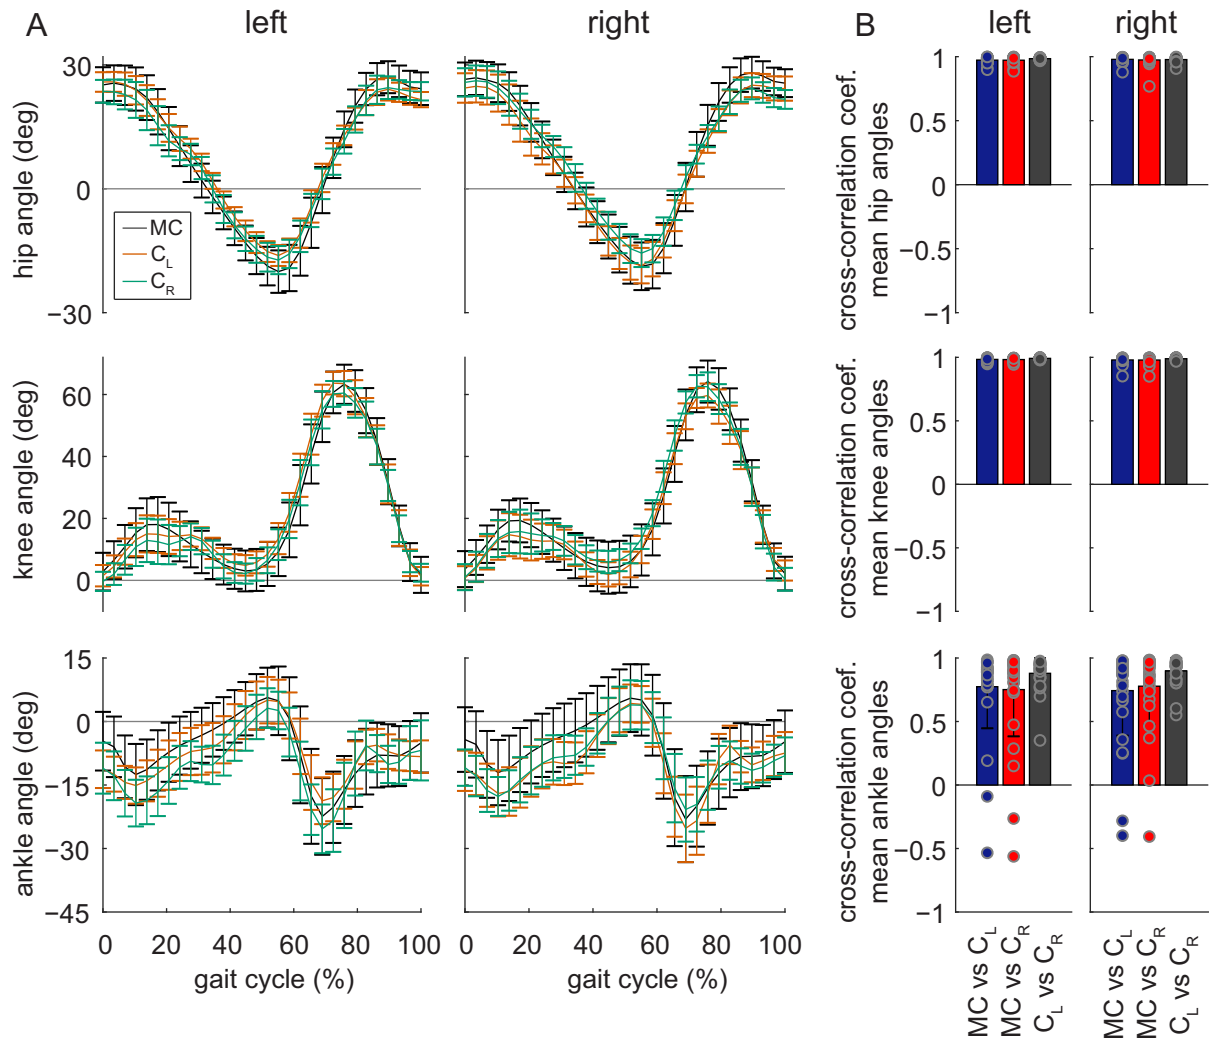 A
left
right
B
left
right
hip angle (deg)
30
0
−30
MC
C_L
C_R
cross-correlation coef.
mean hip angles
1
0.5
0
−0.5
−1
knee angle (deg)
60
40
20
0
cross-correlation coef.
mean knee angles
1
0.5
0
−0.5
−1
ankle angle (deg)
15
0
−15
−30
−45
0 20 40 60 80 100
gait cycle (%)
0 20 40 60 80 100
gait cycle (%)
cross-correlation coef.
mean ankle angles
1
0.5
0
−0.5
−1
MC vs C_L
MC vs C_R
C_L vs C_R
MC vs C_L
MC vs C_R
C_L vs C_R